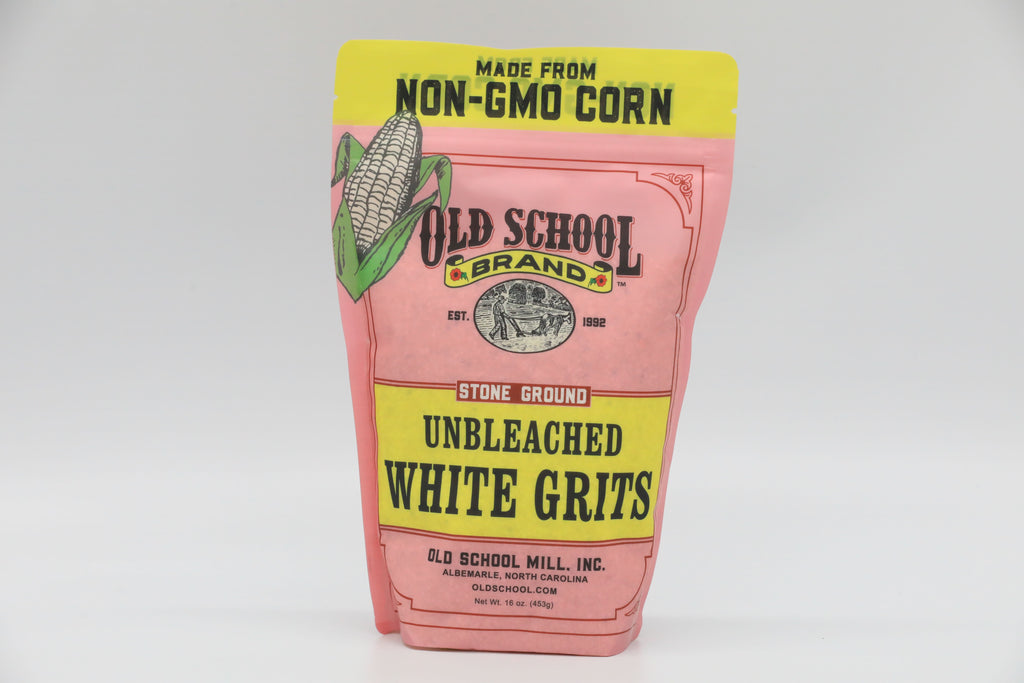 MADE FROM
NON-GMO CORN
OLD SCHOOL
BRAND
TM
EST. 1992
STONE GROUND
UNBLEACHED
WHITE GRITS
OLD SCHOOL MILL, INC.
ALBEMARLE, NORTH CAROLINA
OLDSCHOOL.COM
Net Wt. 16 oz. (453g)